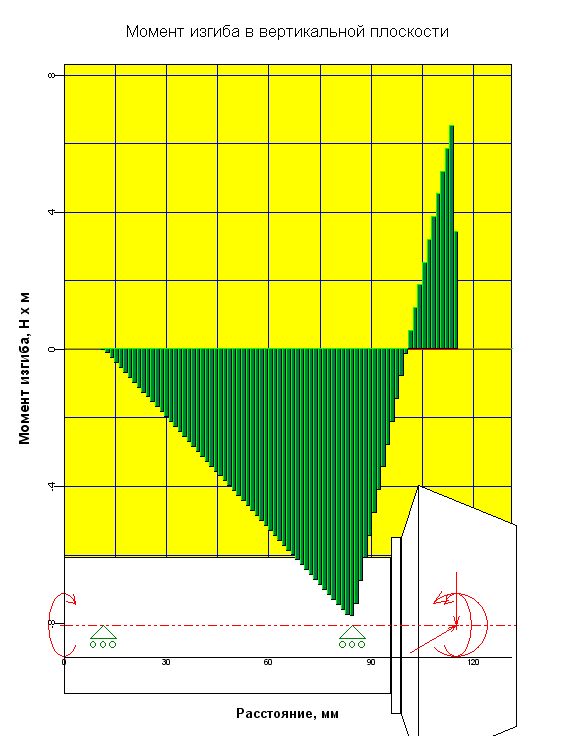 Момент изгиба в вертикальной плоскости
8
4
0
-4
-8
Момент изгиба, Н х м
0 30 60 90 120
Расстояние, мм